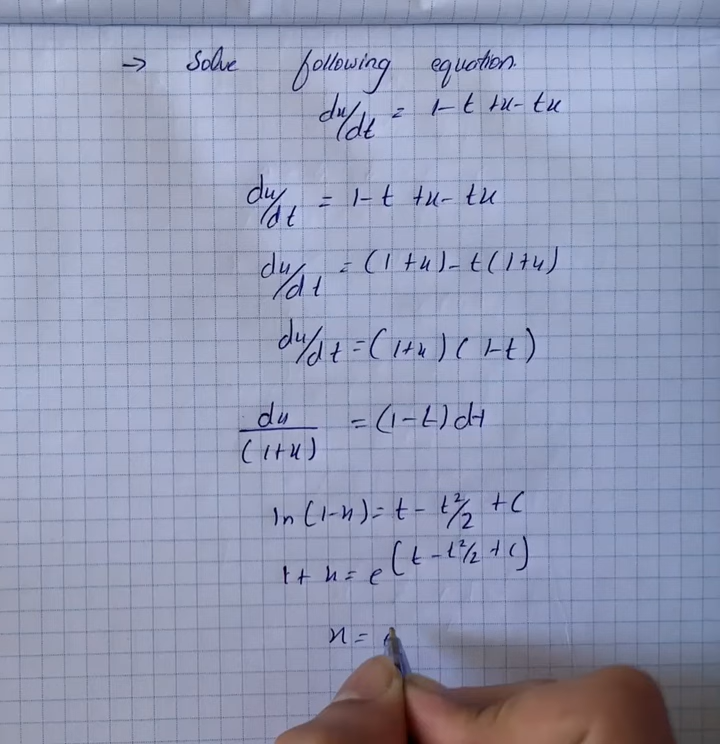 → Solve following equation.
du/dt = 1-t +u-tu
du/dt = 1-t +u-tu
du/dt = (1+u)-t(1+u)
du/dt = (1+u)(1-t)
du/(1+u) = (1-t)dt
ln(1-u) = t - t²/2 + C
1+u = e^(t-t²/2+C)
u =